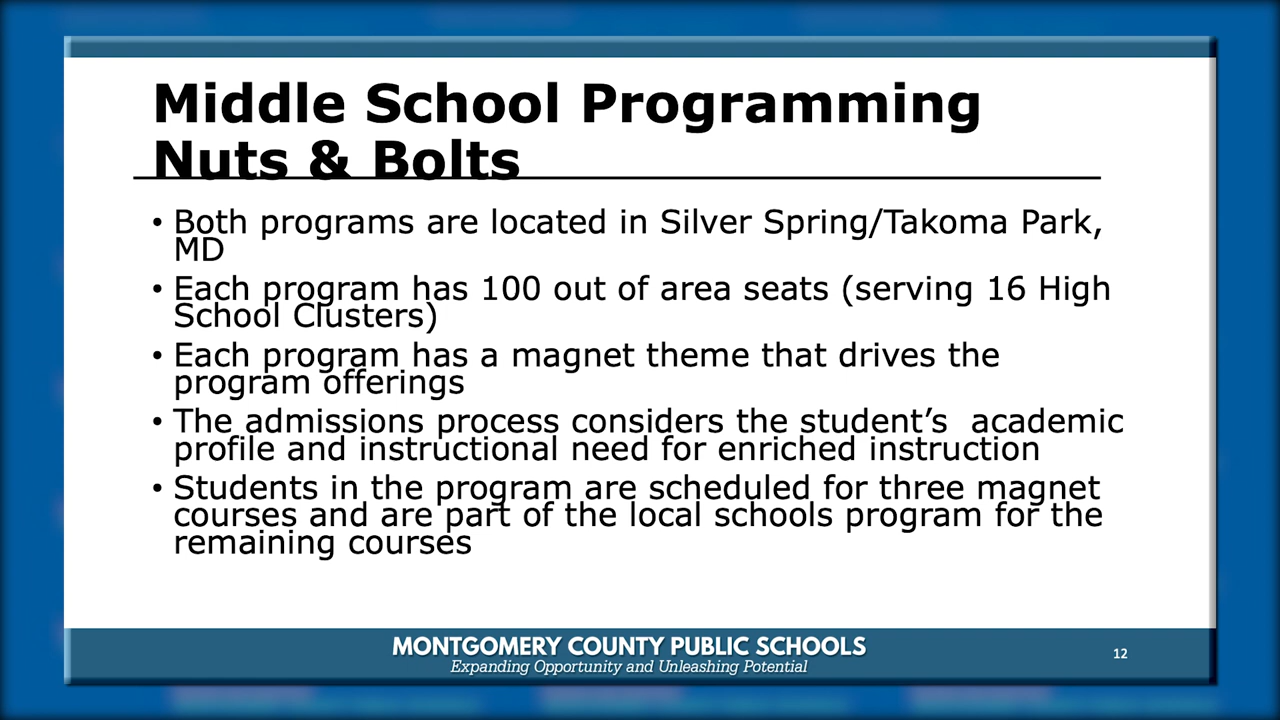 Middle School Programming
Nuts & Bolts
• Both programs are located in Silver Spring/Takoma Park,
MD
• Each program has 100 out of area seats (serving 16 High
School Clusters)
• Each program has a magnet theme that drives the
program offerings
• The admissions process considers the student’s  academic
profile and instructional need for enriched instruction
• Students in the program are scheduled for three magnet
courses and are part of the local schools program for the
remaining courses
MONTGOMERY COUNTY PUBLIC SCHOOLS
Expanding Opportunity and Unleashing Potential
12